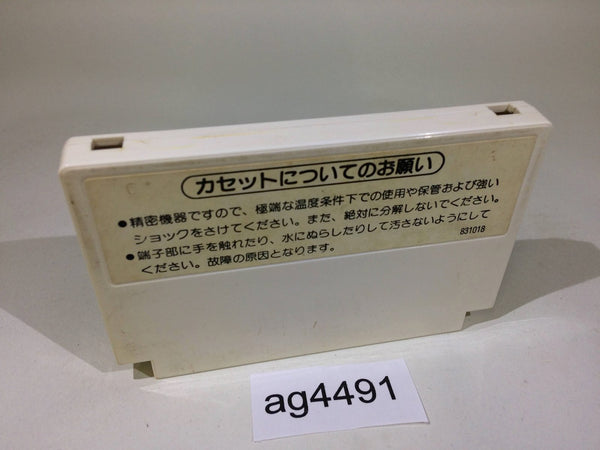 カセットについてのお願い
●精密機器ですので、極端な温度条件下での使用や保管および強い
ショックをさけてください。また、絶対に分解しないでください。
●端子部に手を触れたり、水にぬらしたりして汚さないようにして
ください。故障の原因となります。
831018
ag4491